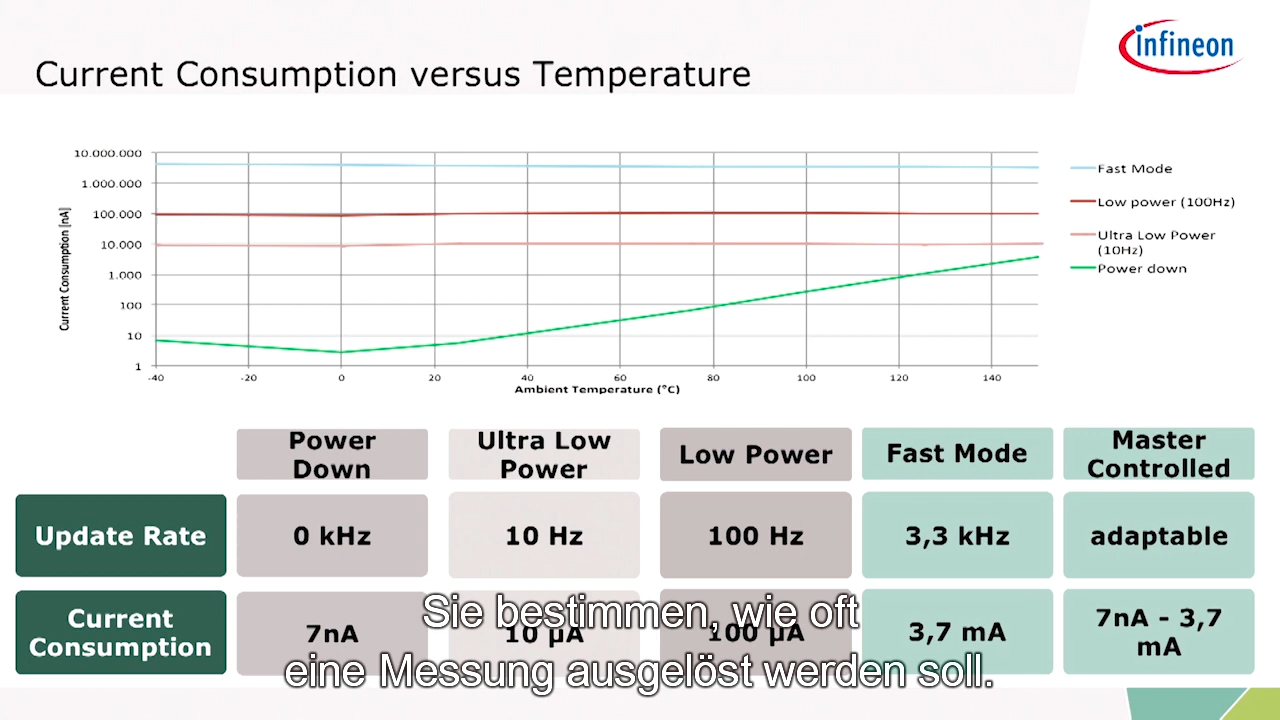 infineon
Current Consumption versus Temperature
10.000.000
1.000.000
100.000
10.000
1.000
100
10
1
Current Consumption [nA]
-40 -20 0 20 40 60 80 100 120 140
Ambient Temperature (°C)
Fast Mode
Low power (100Hz)
Ultra Low Power
(10Hz)
Power down
Power
Down
Ultra Low
Power
Low Power
Fast Mode
Master
Controlled
Update Rate
0 kHz
10 Hz
100 Hz
3,3 kHz
adaptable
Current
Consumption
7nA
10 µA
100 µA
3,7 mA
7nA - 3,7
mA
Sie bestimmen, wie oft
eine Messung ausgelöst werden soll.